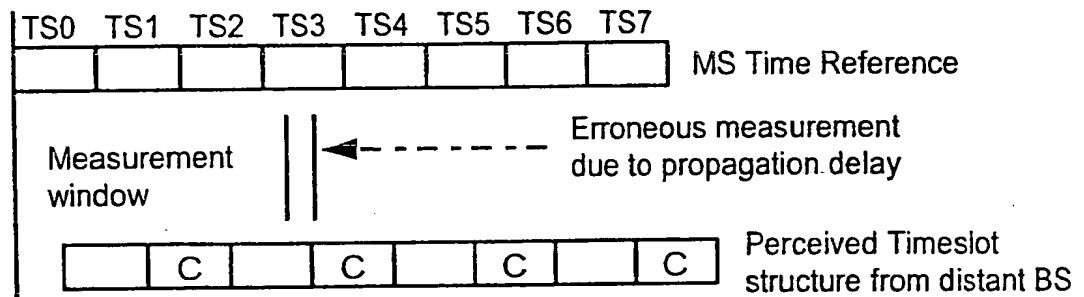 TS0 TS1 TS2 TS3 TS4 TS5 TS6 TS7
MS Time Reference
Measurement
window
Erroneous measurement
due to propagation delay
C C C C
Perceived Timeslot
structure from distant BS